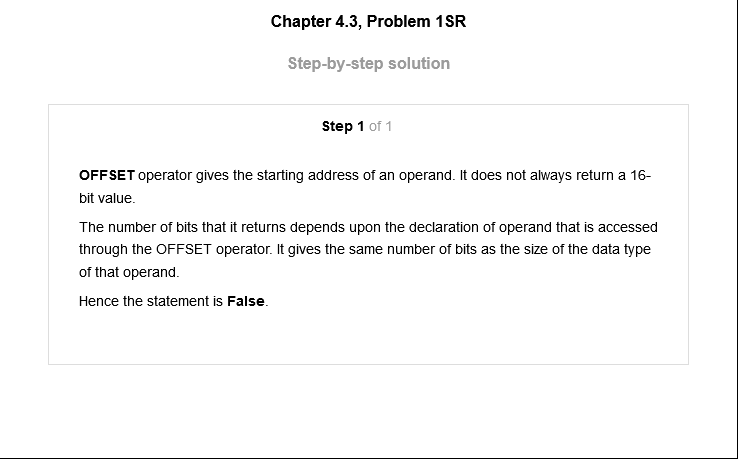 Chapter 4.3, Problem 1SR
Step-by-step solution
Step 1 of 1
OFFSET operator gives the starting address of an operand. It does not always return a 16-
bit value.
The number of bits that it returns depends upon the declaration of operand that is accessed
through the OFFSET operator. It gives the same number of bits as the size of the data type
of that operand.
Hence the statement is False.